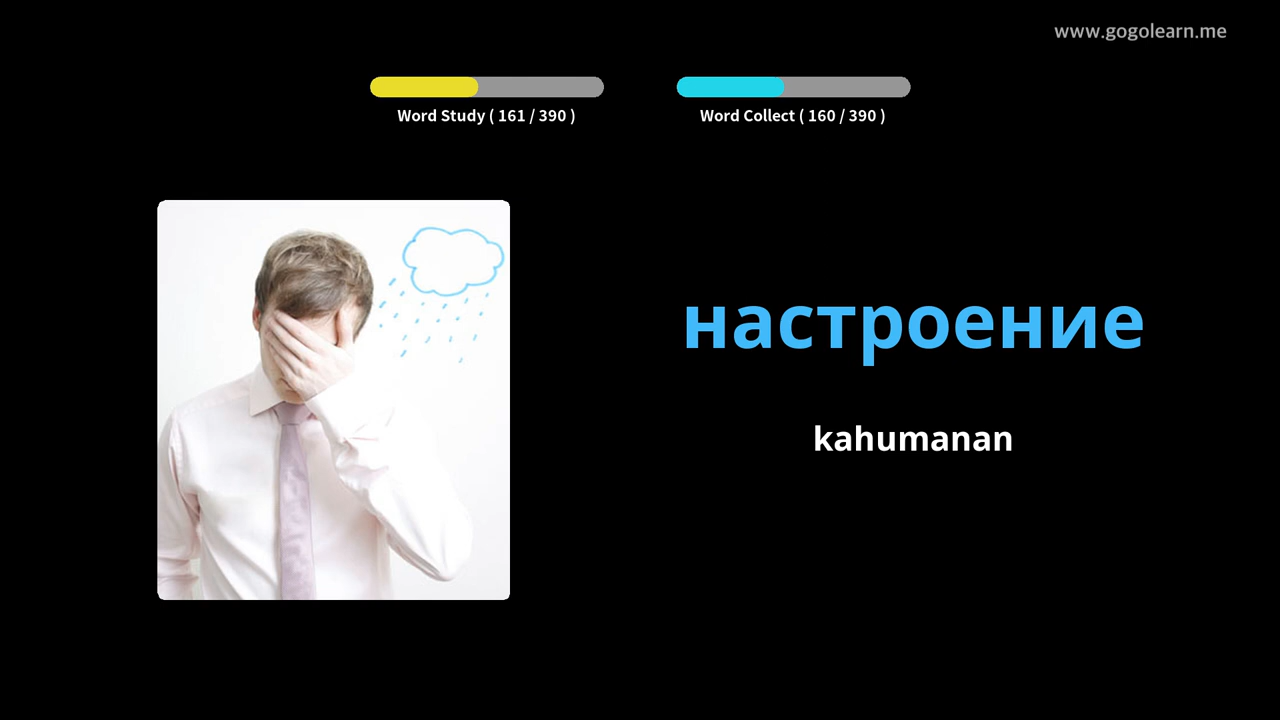 www.gogolearn.me
Word Study ( 161 / 390 )
Word Collect ( 160 / 390 )
настроение
kahumanan